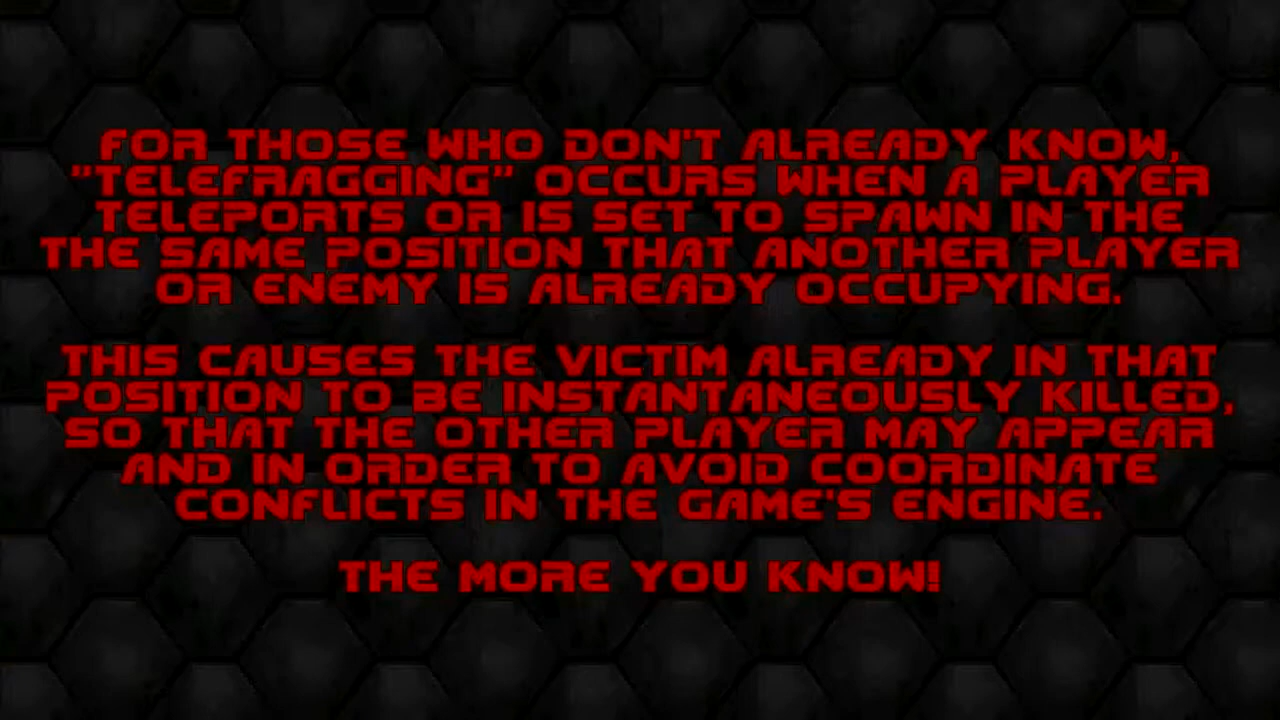 FOR THOSE WHO DON'T ALREADY KNOW,
"TELEFRAGGING" OCCURS WHEN A PLAYER
TELEPORTS OR IS SET TO SPAWN IN THE
THE SAME POSITION THAT ANOTHER PLAYER
OR ENEMY IS ALREADY OCCUPYING.
THIS CAUSES THE VICTIM ALREADY IN THAT
POSITION TO BE INSTANTANEOUSLY KILLED,
SO THAT THE OTHER PLAYER MAY APPEAR
AND IN ORDER TO AVOID COORDINATE
CONFLICTS IN THE GAME'S ENGINE.
THE MORE YOU KNOW!